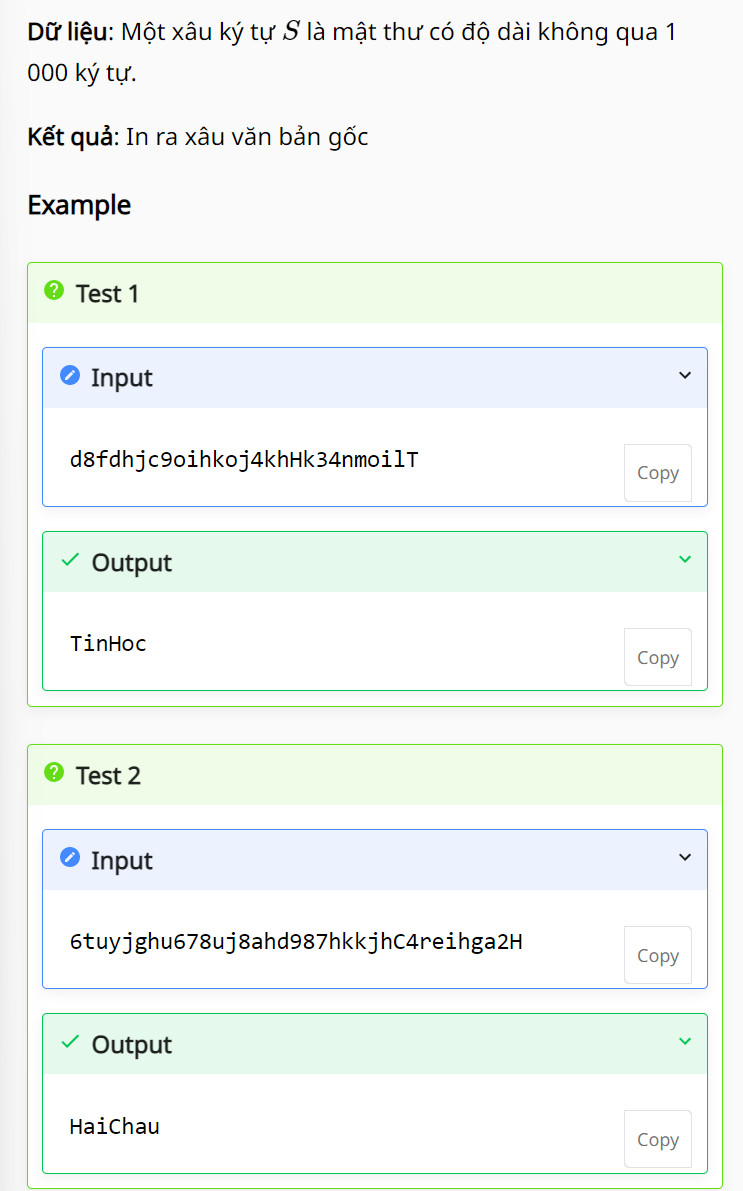 Dữ liệu: Một xâu ký tự S là mật thư có độ dài không qua 1
000 ký tự.
Kết quả: In ra xâu văn bản gốc
Example
Test 1
Input
d8fdhjc9oihkoj4khHk34nmoilT
Copy
Output
TinHoc
Copy
Test 2
Input
6tuyjghu678uj8ahd987hkkjhC4reihga2H
Copy
Output
HaiChau
Copy